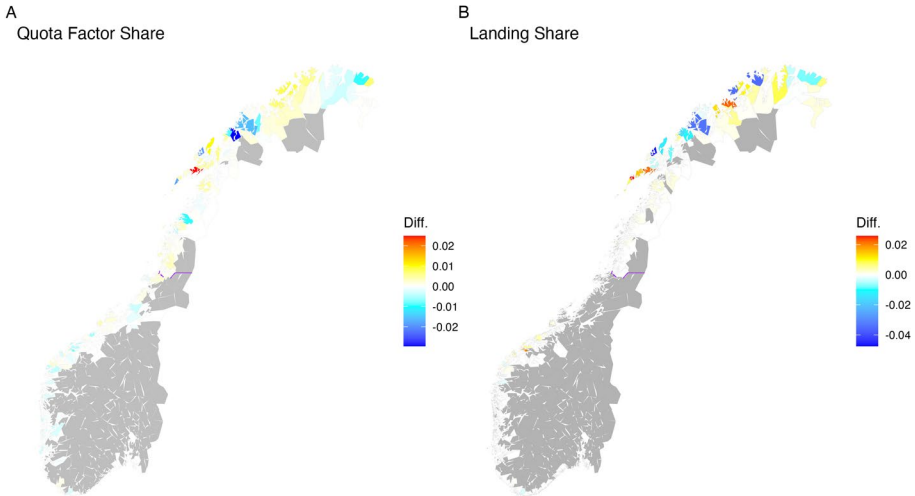 A
Quota Factor Share
Diff.
0.02
0.01
0.00
-0.01
-0.02
B
Landing Share
Diff.
0.02
0.00
-0.02
-0.04